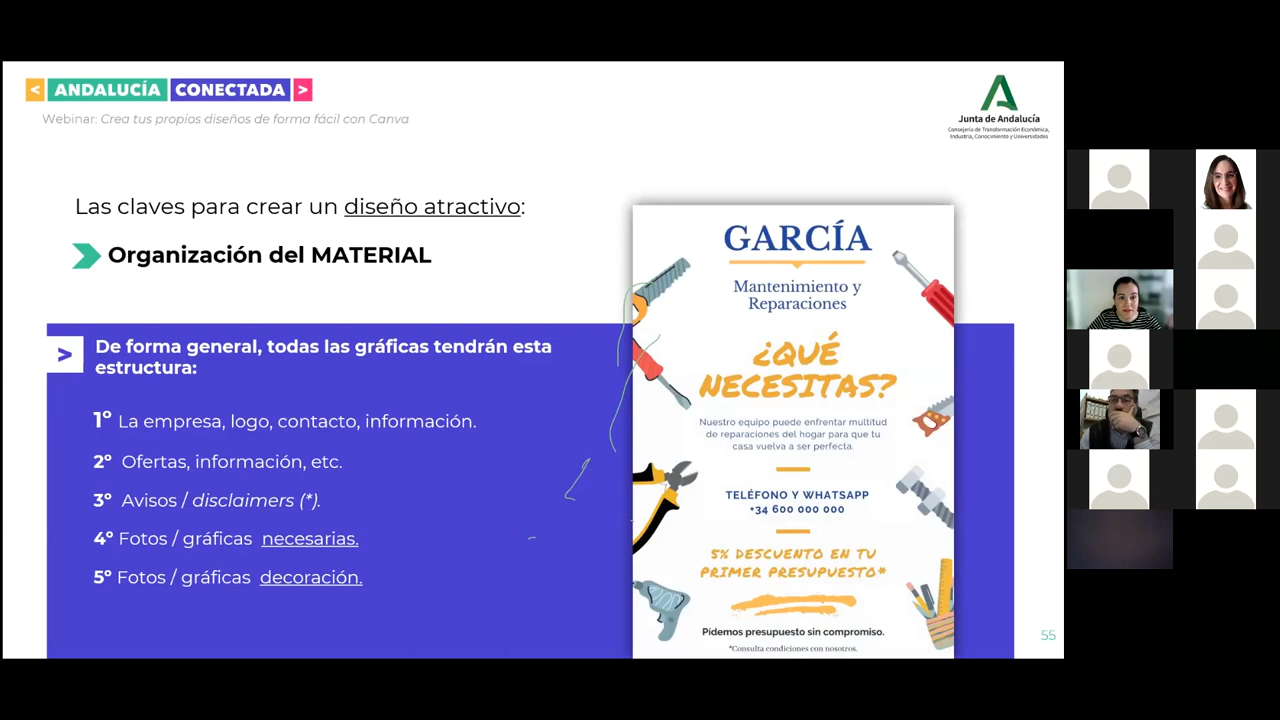 < ANDALUCÍA CONECTADA >
Webinar: Crea tus propios diseños de forma fácil con Canva
Junta de Andalucía
Consejería de Transformación Económica,
Industria, Conocimiento y Universidades
Las claves para crear un diseño atractivo:
Organización del MATERIAL
> De forma general, todas las gráficas tendrán esta
estructura:
1º La empresa, logo, contacto, información.
2º Ofertas, información, etc.
3º Avisos / disclaimers (*).
4º Fotos / gráficas necesarias.
5º Fotos / gráficas decoración.
GARCÍA
Mantenimiento y
Reparaciones
¿QUÉ
NECESITAS?
Nuestro equipo puede enfrentar multitud
de reparaciones del hogar para que tu
casa vuelva a ser perfecta.
TELÉFONO Y WHATSAPP
+34 600 000 000
5% DESCUENTO EN TU
PRIMER PRESUPUESTO*
Pídemos presupuesto sin compromiso.
*Consulta condiciones con nosotros.
55